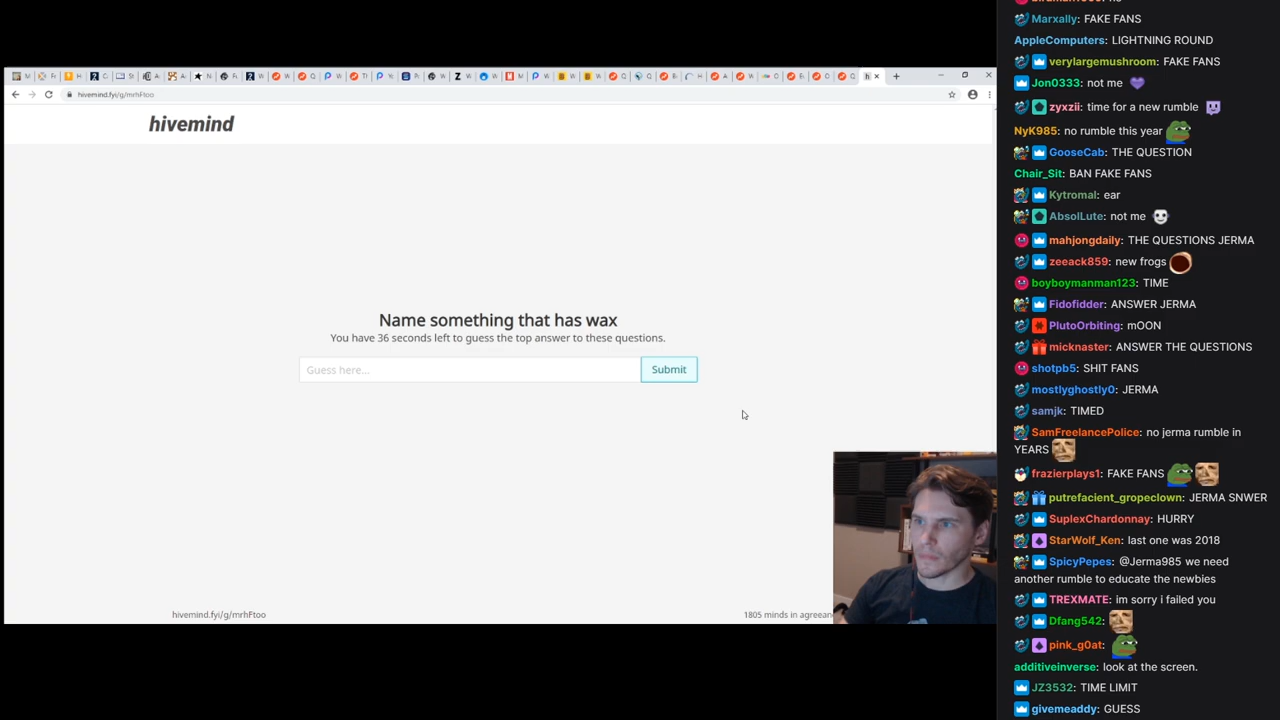 hivemind.fyi/g/mrhFtoo
hivemind
Name something that has wax
You have 36 seconds left to guess the top answer to these questions.
Guess here...
Submit
hivemind.fyi/g/mrhFtoo
1805 minds in agreean
Marxally: FAKE FANS
AppleComputers: LIGHTNING ROUND
verylargemushroom: FAKE FANS
Jon0333: not me
zyxzii: time for a new rumble
NyK985: no rumble this year
GooseCab: THE QUESTION
Chair_Sit: BAN FAKE FANS
Kytromal: ear
AbsolLute: not me
mahjongdaily: THE QUESTIONS JERMA
zeeack859: new frogs
boyboymanman123: TIME
Fidofidder: ANSWER JERMA
PlutoOrbiting: mOON
micknaster: ANSWER THE QUESTIONS
shotpb5: SHIT FANS
mostlyghostly0: JERMA
samjk: TIMED
SamFreelancePolice: no jerma rumble in
YEARS
frazierplays1: FAKE FANS
putrefacient_gropeclown: JERMA SNWER
SuplexChardonnay: HURRY
StarWolf_Ken: last one was 2018
SpicyPepes: @Jerma985 we need
another rumble to educate the newbies
TREXMATE: im sorry i failed you
Dfang542:
pink_g0at:
additiveinverse: look at the screen.
JZ3532: TIME LIMIT
givemeaddy: GUESS